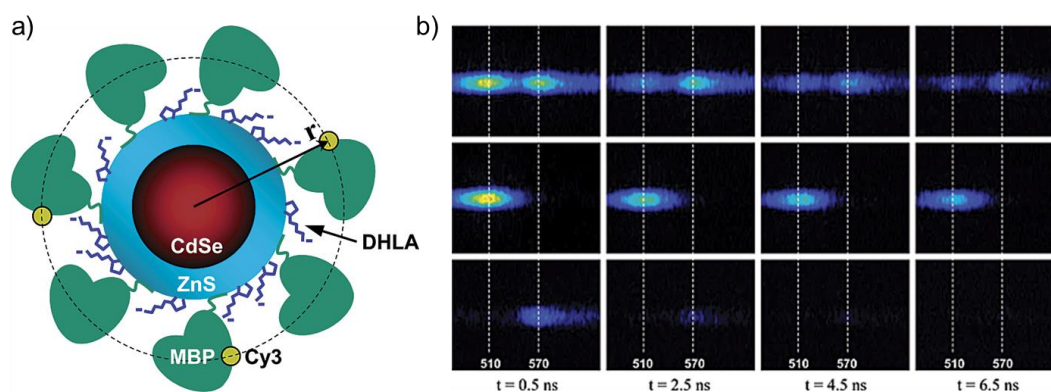 a)
r
DHLA
CdSe
ZnS
MBP
Cy3
b)
510 570 510 570 510 570 510 570
t = 0.5 ns t = 2.5 ns t = 4.5 ns t = 6.5 ns